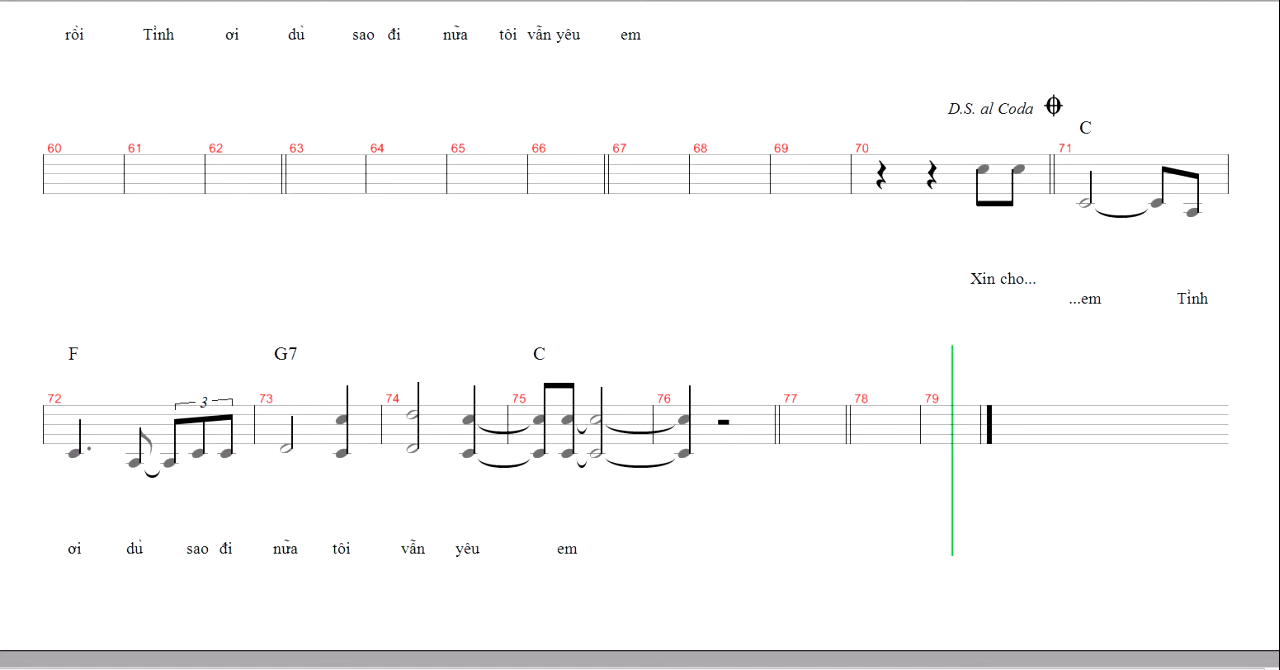 rồi Tình ơi dù sao đi nữa tôi vẫn yêu em
D.S. al Coda
C
60 61 62 63 64 65 66 67 68 69 70 71
Xin cho...
...em Tình
F G7 C
72 73 74 75 76 77 78 79
3
ơi dù sao đi nữa tôi vẫn yêu em